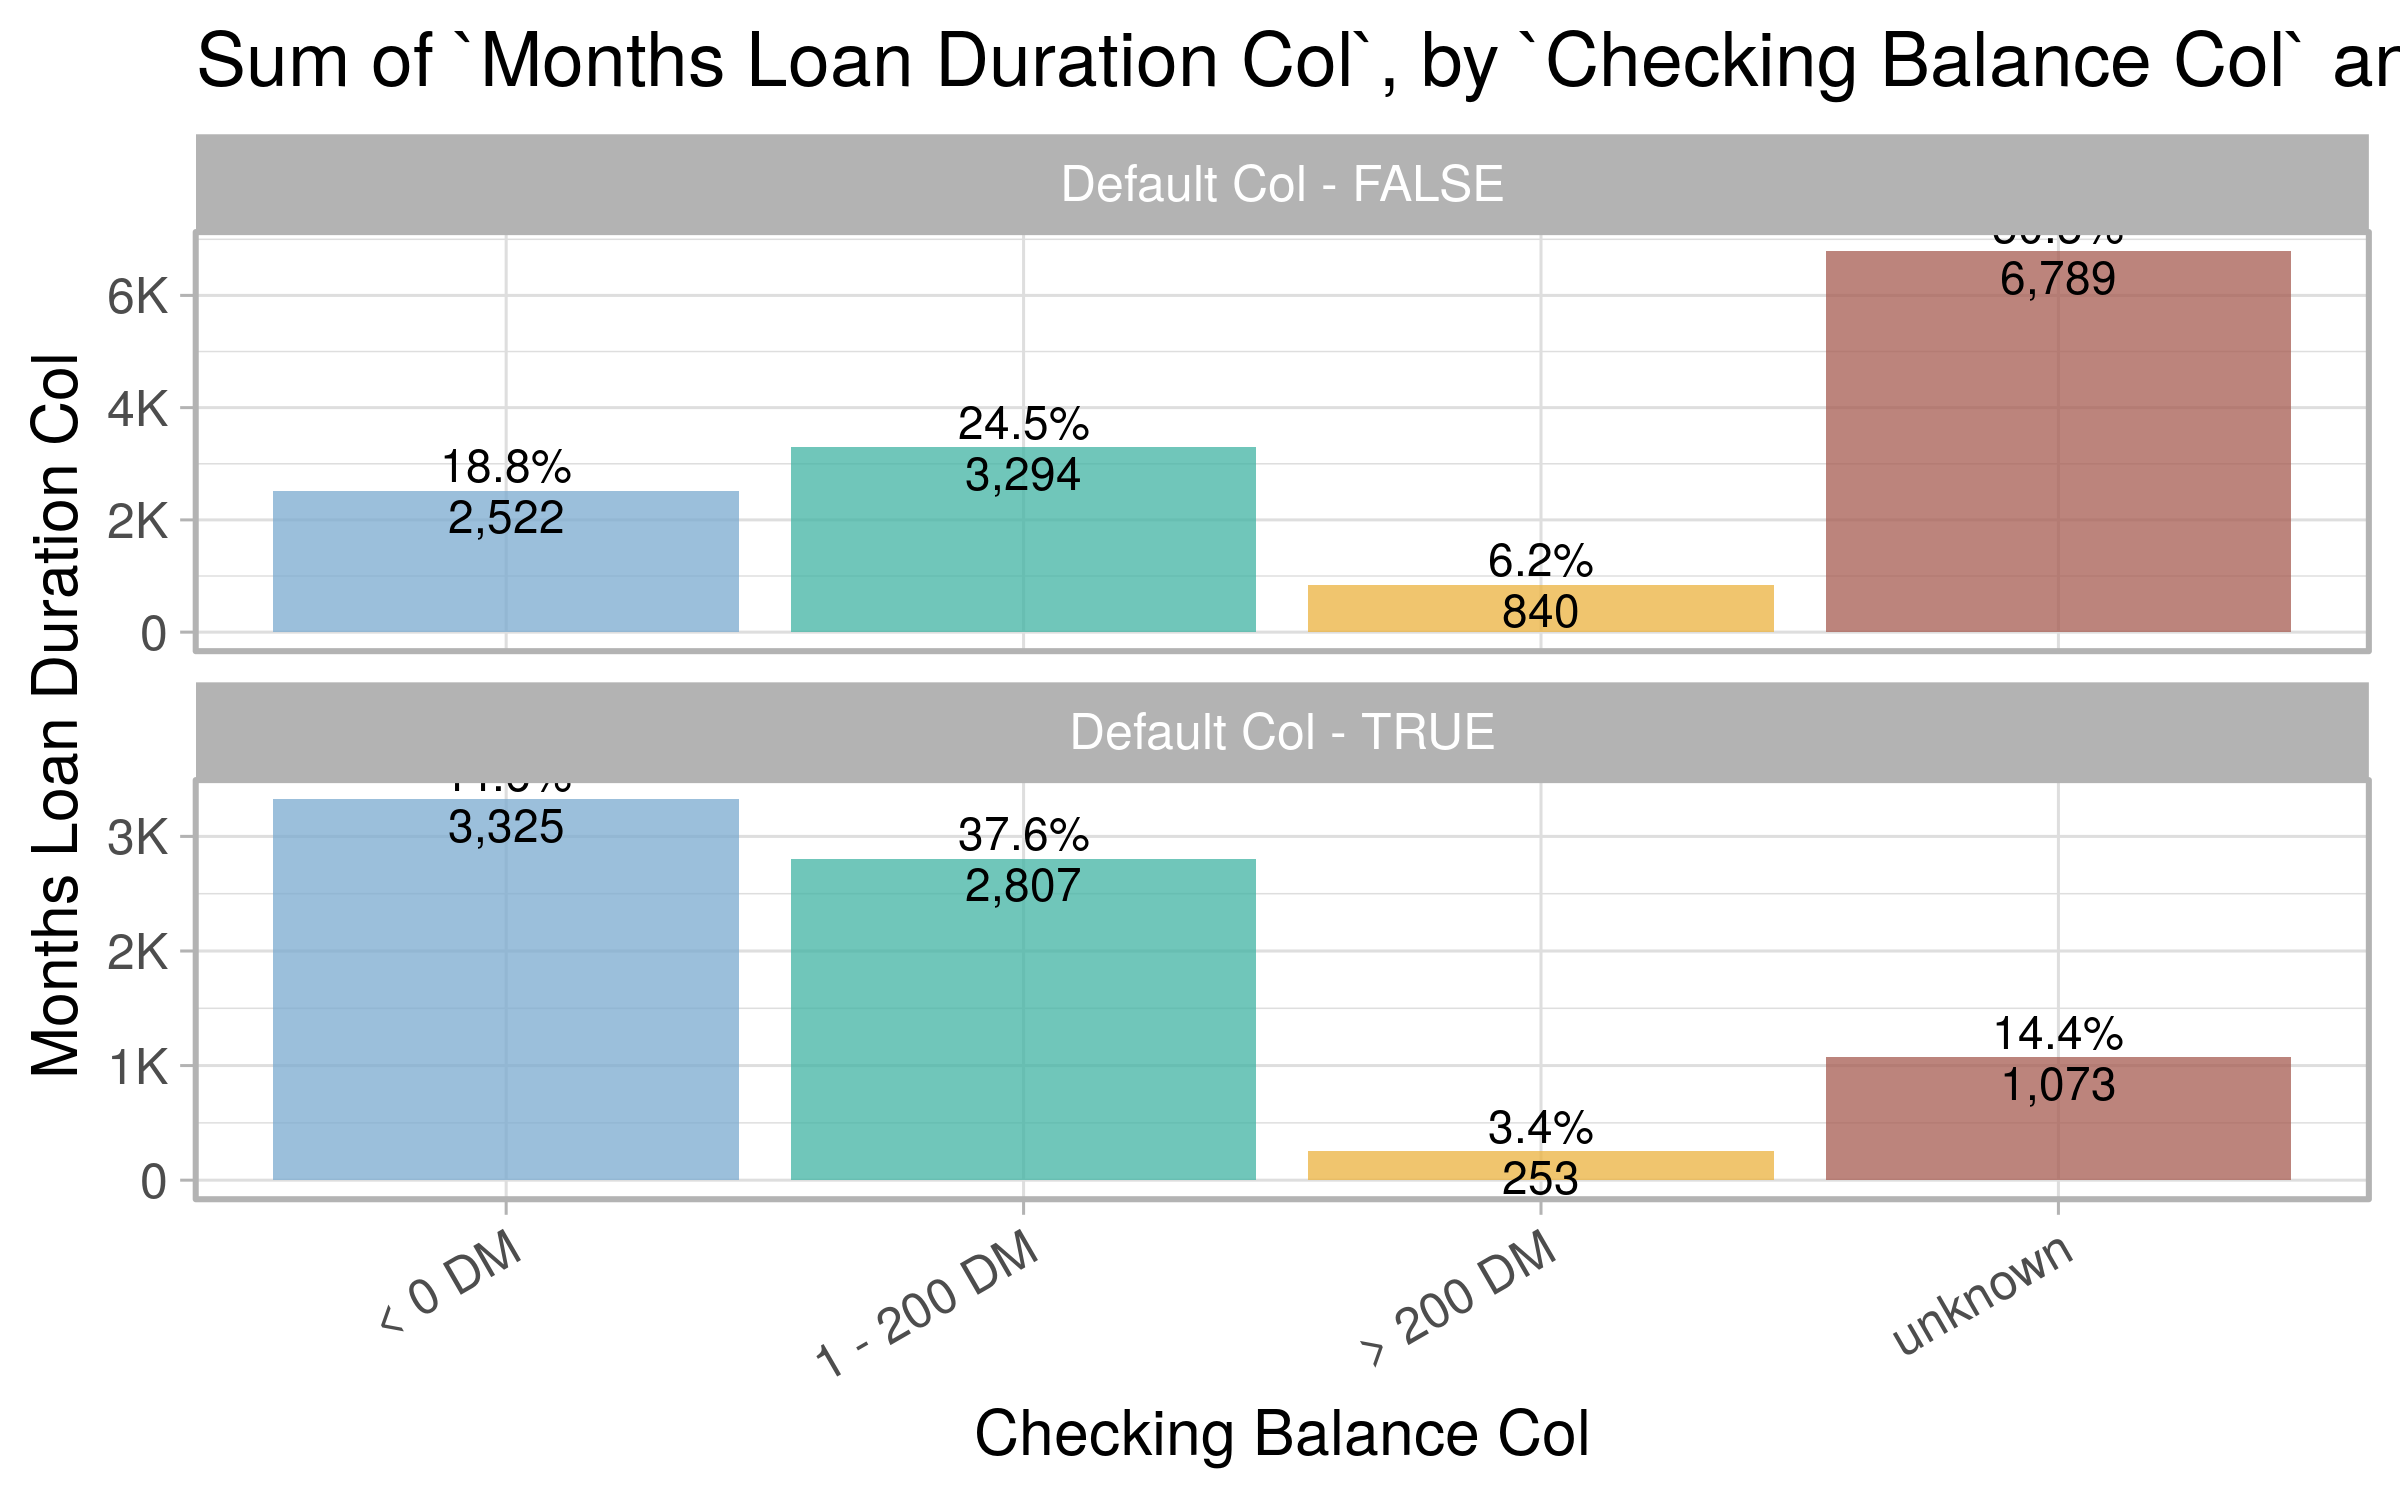 Sum of `Months Loan Duration Col`, by `Checking Balance Col`
Default Col - FALSE
6,789
6K
4K
24.5%
3,294
18.8%
2,522
2K
6.2%
840
0
Months Loan Duration Col
Default Col - TRUE
3,325
3K
37.6%
2,807
2K
14.4%
1,073
1K
3.4%
253
0
< 0 DM
1 - 200 DM
> 200 DM
unknown
Checking Balance Col